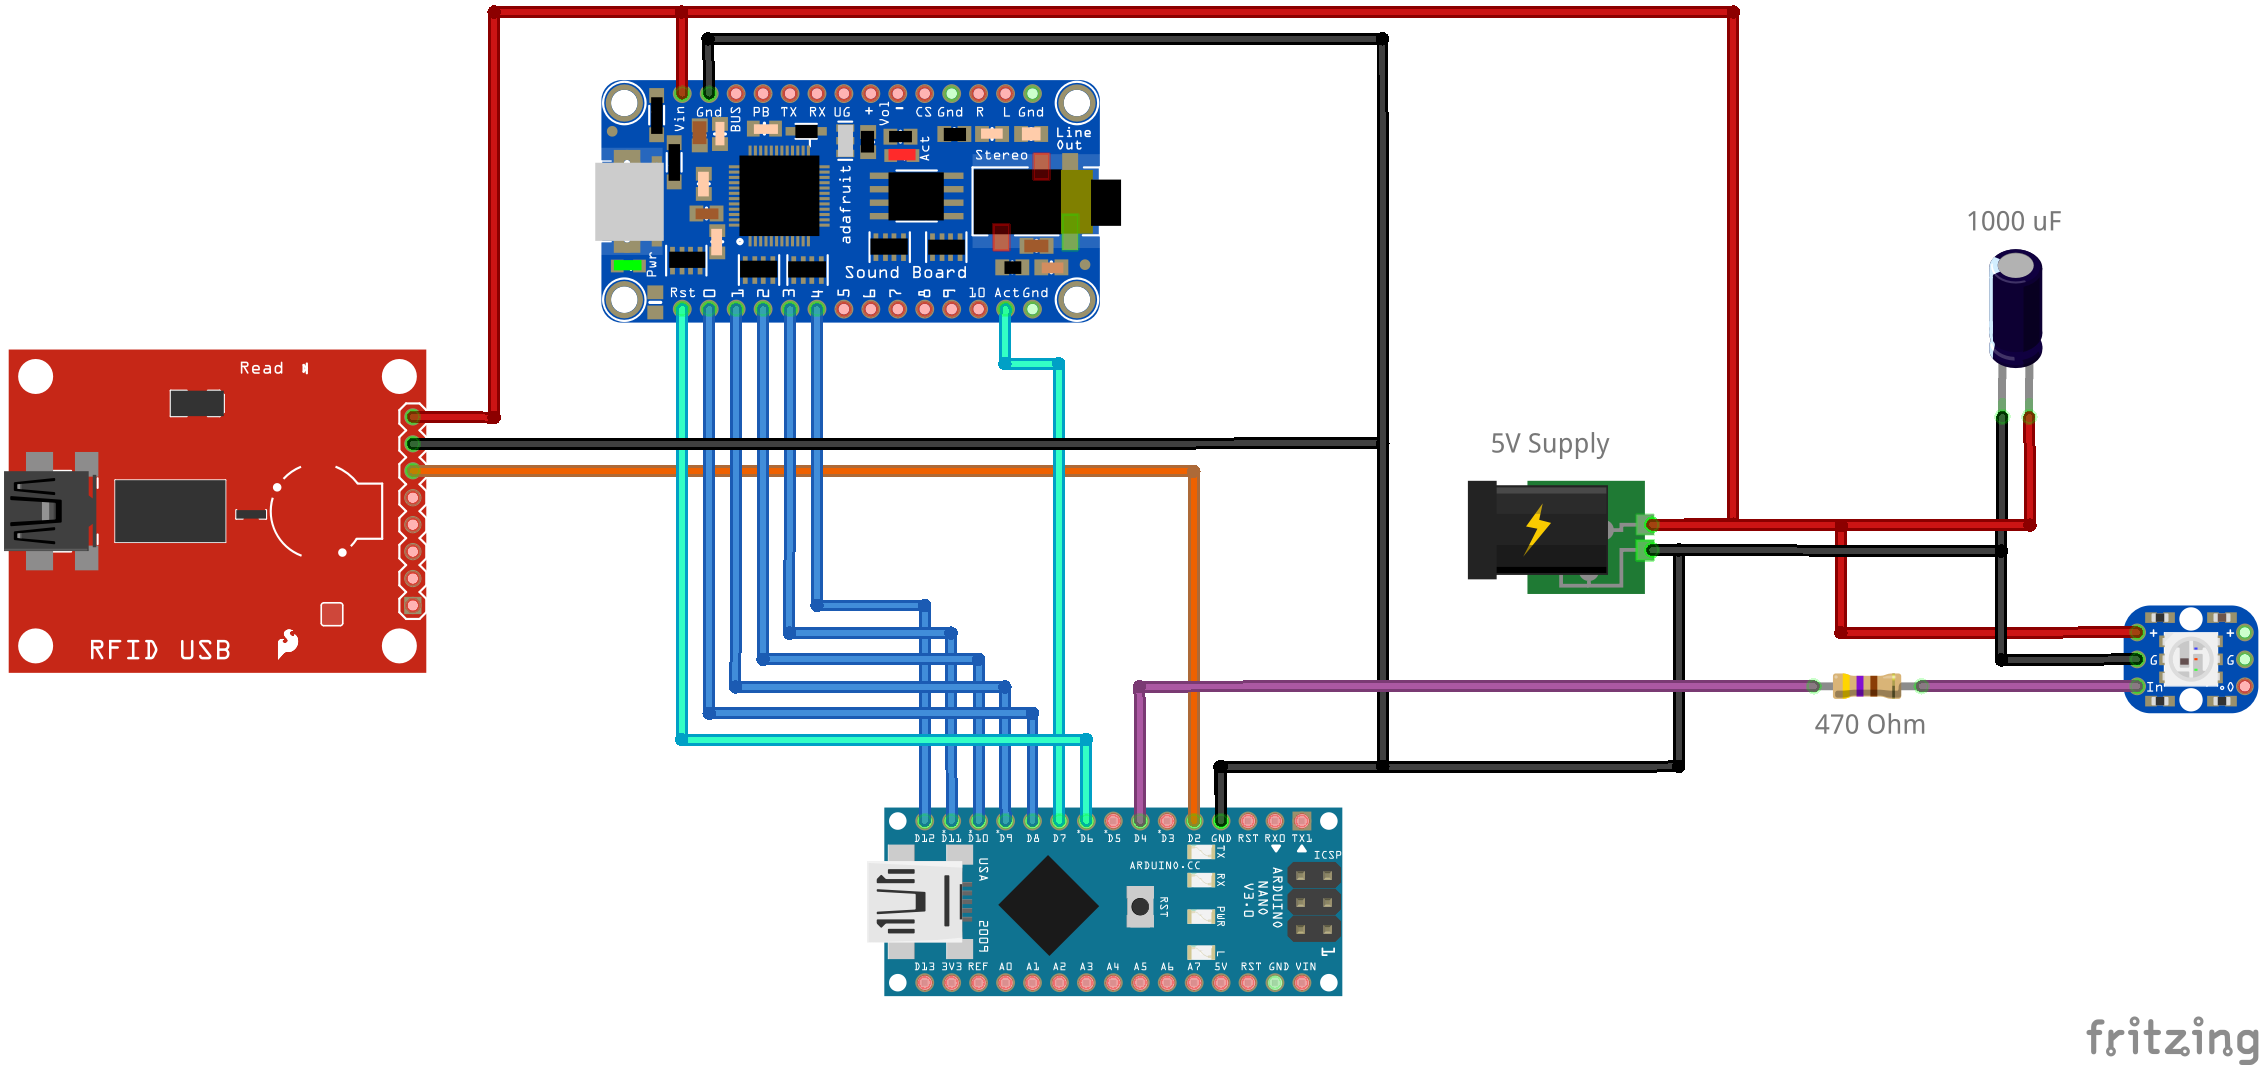 Vin Gnd BUS PB TX RX UG + Vol - CS Gnd R L Gnd
Line
Out
Act
Stereo
adafruit
Pwr
Sound Board
Rst 0 1 2 3 4 5 6 7 8 9 10 Act Gnd
1000 uF
Read
5V Supply
RFID USB
+ +
G G
In O
470 Ohm
D12 D11 D10 D9 D8 D7 D6 D5 D4 D3 D2 GND RST RX0 TX1
USA
2009
ARDUINO.CC
TX
RX
PWR
L
RST
ICSP
1
ARDUINO
NANO
V3.0
D13 3V3 REF A0 A1 A2 A3 A4 A5 A6 A7 5V RST GND VIN
fritzing